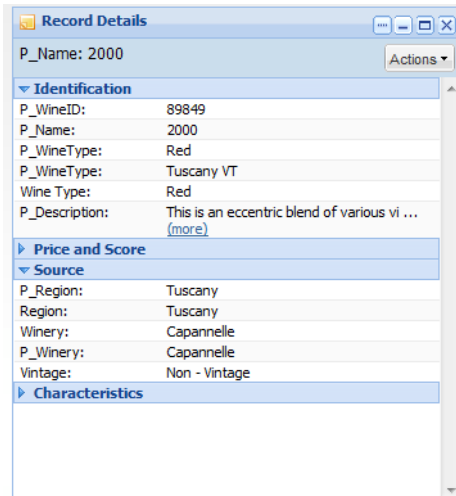 Record Details
P_Name: 2000
Actions
Identification
P_WineID: 89849
P_Name: 2000
P_WineType: Red
P_WineType: Tuscany VT
Wine Type: Red
P_Description: This is an eccentric blend of various vi ...
(more)
Price and Score
Source
P_Region: Tuscany
Region: Tuscany
Winery: Capannelle
P_Winery: Capannelle
Vintage: Non - Vintage
Characteristics